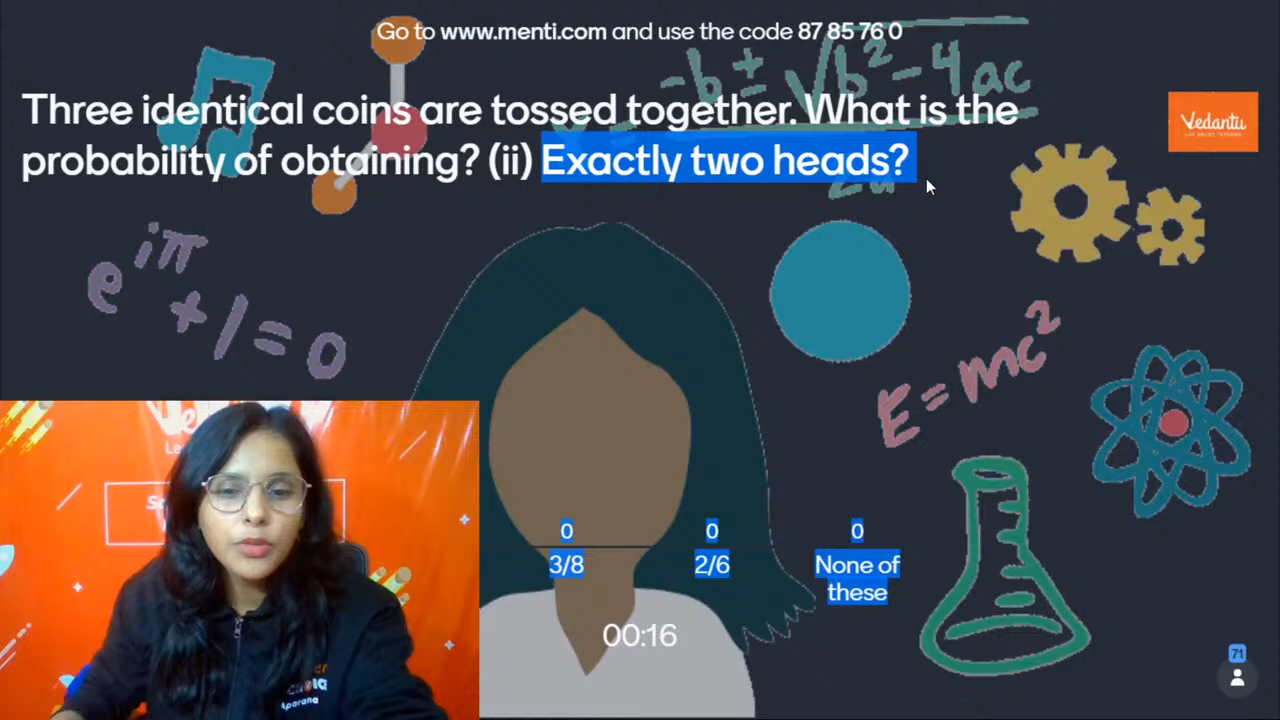 Go to www.menti.com and use the code 87 85 76 0
-b ± √b² - 4ac
Three identical coins are tossed together. What is the
probability of obtaining? (ii) Exactly two heads?
Vedantu
e^iπ + 1 = 0
E = mc²
0 0 0
3/8 2/6 None of
these
00:16
71
Aparana